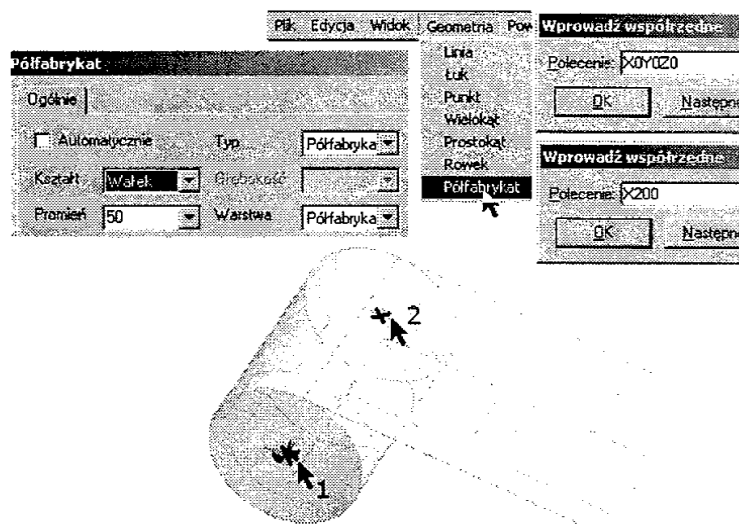 Plik Edycja Widok Geometria Pow
Linia
Łuk
Punkt
Wielokąt
Prostokąt
Rowek
Półfabrykat
Półfabrykat
Ogólnie
Automatycznie Typ Półfabryka
Kształt Wałek Grubość
Promień 50 Warstwa Półfabryka
Wprowadź współrzędne
Polecenie: X0Y0Z0
OK Następne
Wprowadź współrzędne
Polecenie: X200
OK Następne
2
1